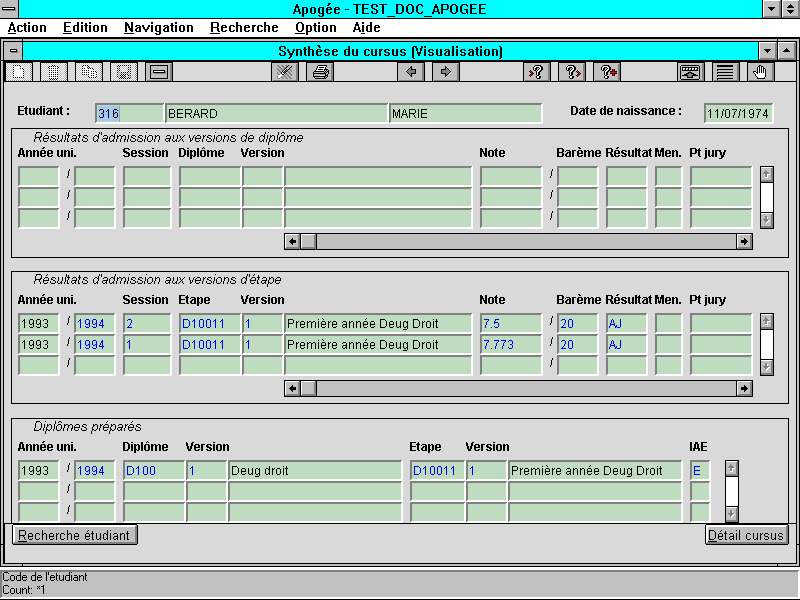 Apogée - TEST_DOC_APOGEE
Action Edition Navigation Recherche Option Aide
Synthèse du cursus (Visualisation)
Etudiant : 316 BERARD MARIE Date de naissance : 11/07/1974
Résultats d'admission aux versions de diplôme
Année uni. Session Diplôme Version Note Barème Résultat Men. Pt jury
/ /
/ /
/ /
Résultats d'admission aux versions d'étape
Année uni. Session Etape Version Note Barème Résultat Men. Pt jury
1993 / 1994 2 D10011 1 Première année Deug Droit 7.5 / 20 AJ
1993 / 1994 1 D10011 1 Première année Deug Droit 7.773 / 20 AJ
/ /
Diplômes préparés
Année uni. Diplôme Version Etape Version IAE
1993 / 1994 D100 1 Deug droit D10011 1 Première année Deug Droit E
/
/
Recherche étudiant Détail cursus
Code de l'etudiant
Count: *1